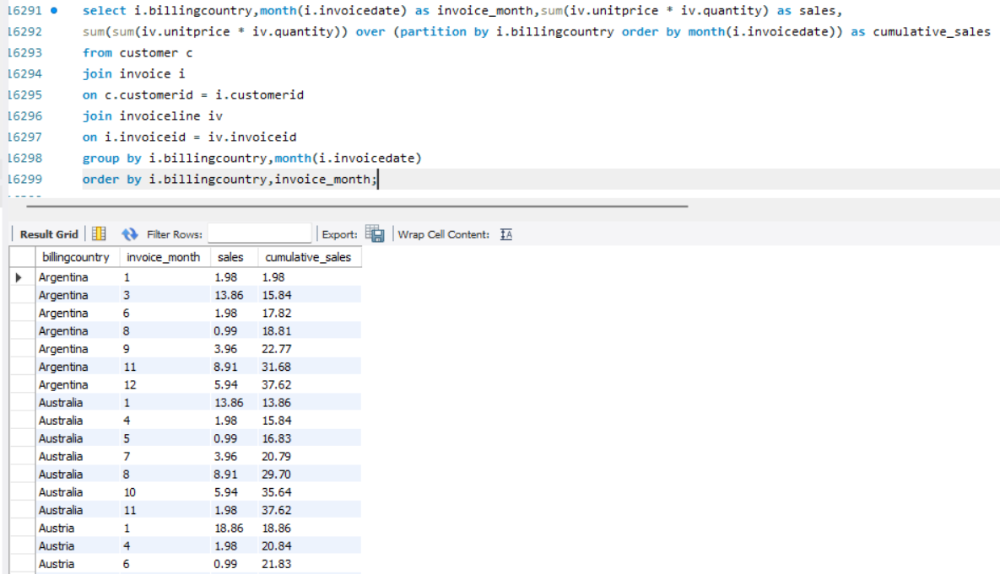 16291 select i.billingcountry,month(i.invoicedate) as invoice_month,sum(iv.unitprice * iv.quantity) as sales,
16292 sum(sum(iv.unitprice * iv.quantity)) over (partition by i.billingcountry order by month(i.invoicedate)) as cumulative_sales
16293 from customer c
16294 join invoice i
16295 on c.customerid = i.customerid
16296 join invoiceline iv
16297 on i.invoiceid = iv.invoiceid
16298 group by i.billingcountry,month(i.invoicedate)
16299 order by i.billingcountry,invoice_month;
Result Grid Filter Rows: Export: Wrap Cell Content: IA
billingcountry invoice_month sales cumulative_sales
Argentina 1 1.98 1.98
Argentina 3 13.86 15.84
Argentina 6 1.98 17.82
Argentina 8 0.99 18.81
Argentina 9 3.96 22.77
Argentina 11 8.91 31.68
Argentina 12 5.94 37.62
Australia 1 13.86 13.86
Australia 4 1.98 15.84
Australia 5 0.99 16.83
Australia 7 3.96 20.79
Australia 8 8.91 29.70
Australia 10 5.94 35.64
Australia 11 1.98 37.62
Austria 1 18.86 18.86
Austria 4 1.98 20.84
Austria 6 0.99 21.83